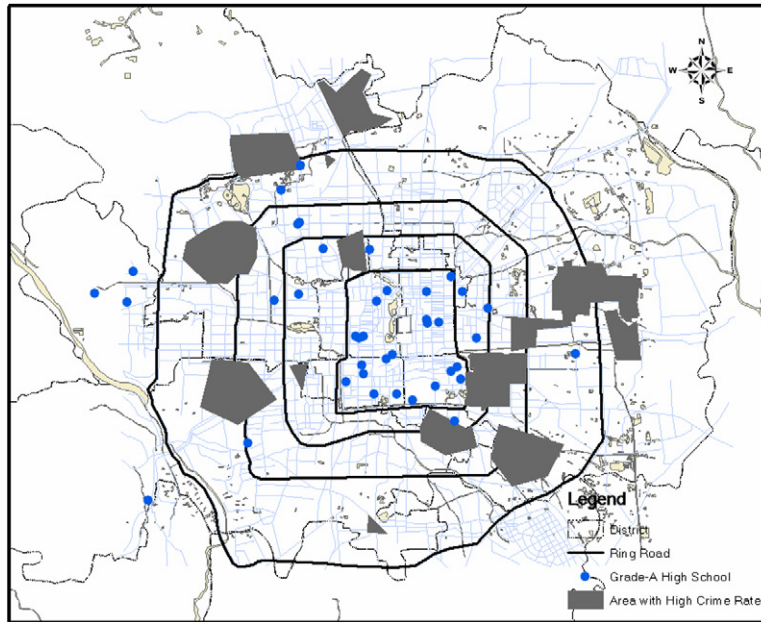 N
W E
S
Legend
District
Ring Road
Grade-A High School
Area with High Crime Rate